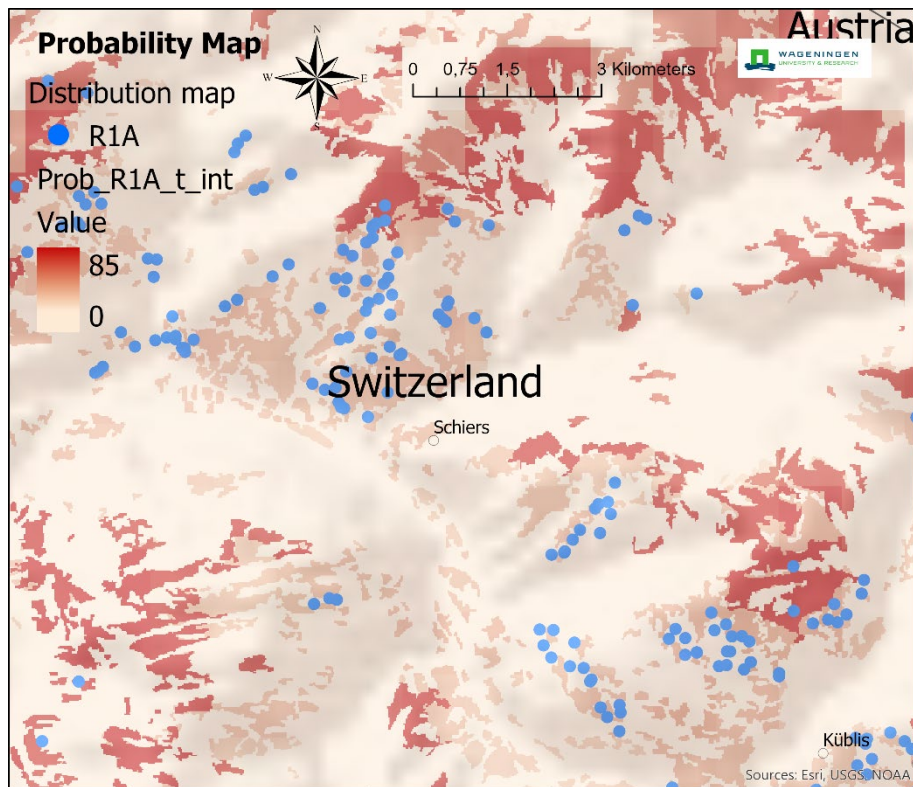 Probability Map
Distribution map
R1A
Prob_R1A_t_int
Value
85
0
N
W
E
S
0 0,75 1,5 3 Kilometers
Austria
WAGENINGEN
UNIVERSITY & RESEARCH
Switzerland
Schiers
Küblis
Sources: Esri, USGS, NOAA